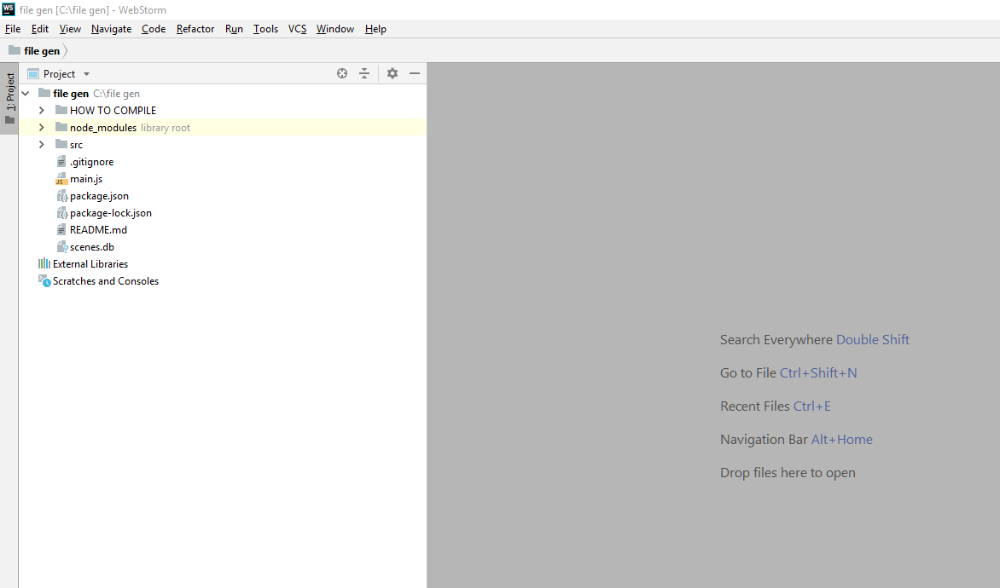 WS file gen [C:\file gen] - WebStorm
File Edit View Navigate Code Refactor Run Tools VCS Window Help
file gen
1: Project
Project
file gen C:\file gen
HOW TO COMPILE
node_modules library root
src
.gitignore
JS main.js
package.json
package-lock.json
README.md
scenes.db
External Libraries
Scratches and Consoles
Search Everywhere Double Shift
Go to File Ctrl+Shift+N
Recent Files Ctrl+E
Navigation Bar Alt+Home
Drop files here to open